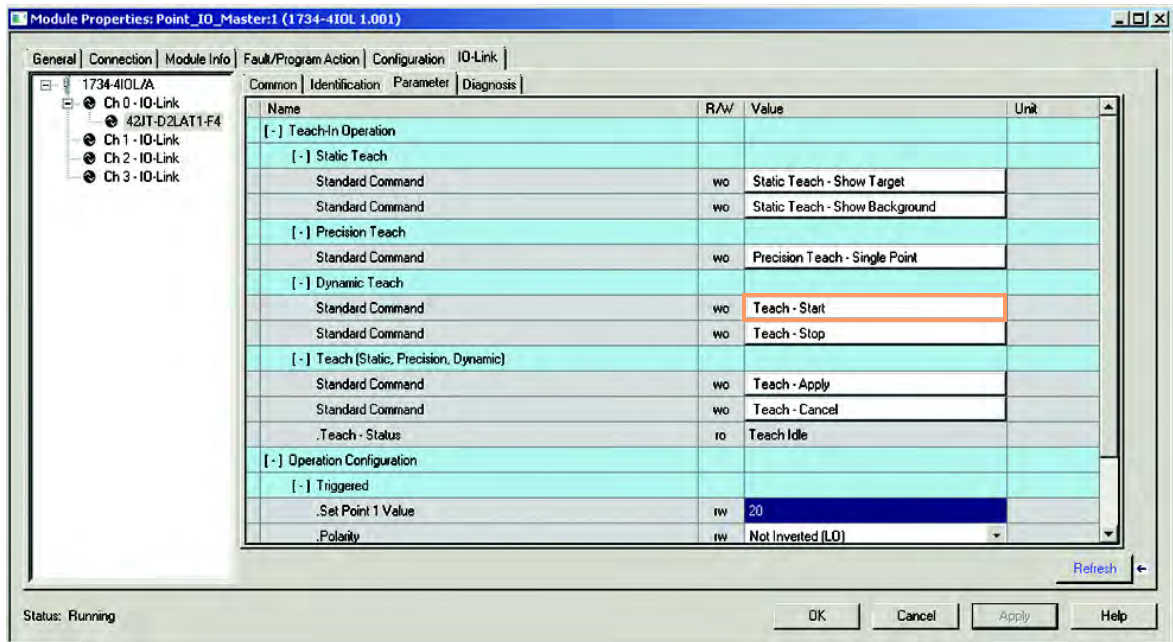 Module Properties: Point_IO_Master:1 (1734-4IOL 1.001)
General Connection Module Info Fault/Program Action Configuration IO-Link
1734-4IOL/A
Ch 0 - IO-Link
42JT-D2LAT1-F4
Ch 1 - IO-Link
Ch 2 - IO-Link
Ch 3 - IO-Link
Common Identification Parameter Diagnosis
Name R/W Value Unit
[-] Teach-In Operation
[-] Static Teach
Standard Command wo Static Teach - Show Target
Standard Command wo Static Teach - Show Background
[-] Precision Teach
Standard Command wo Precision Teach - Single Point
[-] Dynamic Teach
Standard Command wo Teach - Start
Standard Command wo Teach - Stop
[-] Teach (Static, Precision, Dynamic)
Standard Command wo Teach - Apply
Standard Command wo Teach - Cancel
.Teach - Status ro Teach Idle
[-] Operation Configuration
[-] Triggered
.Set Point 1 Value rw 20
.Polarity rw Not Inverted (LO)
Refresh
Status: Running OK Cancel Apply Help